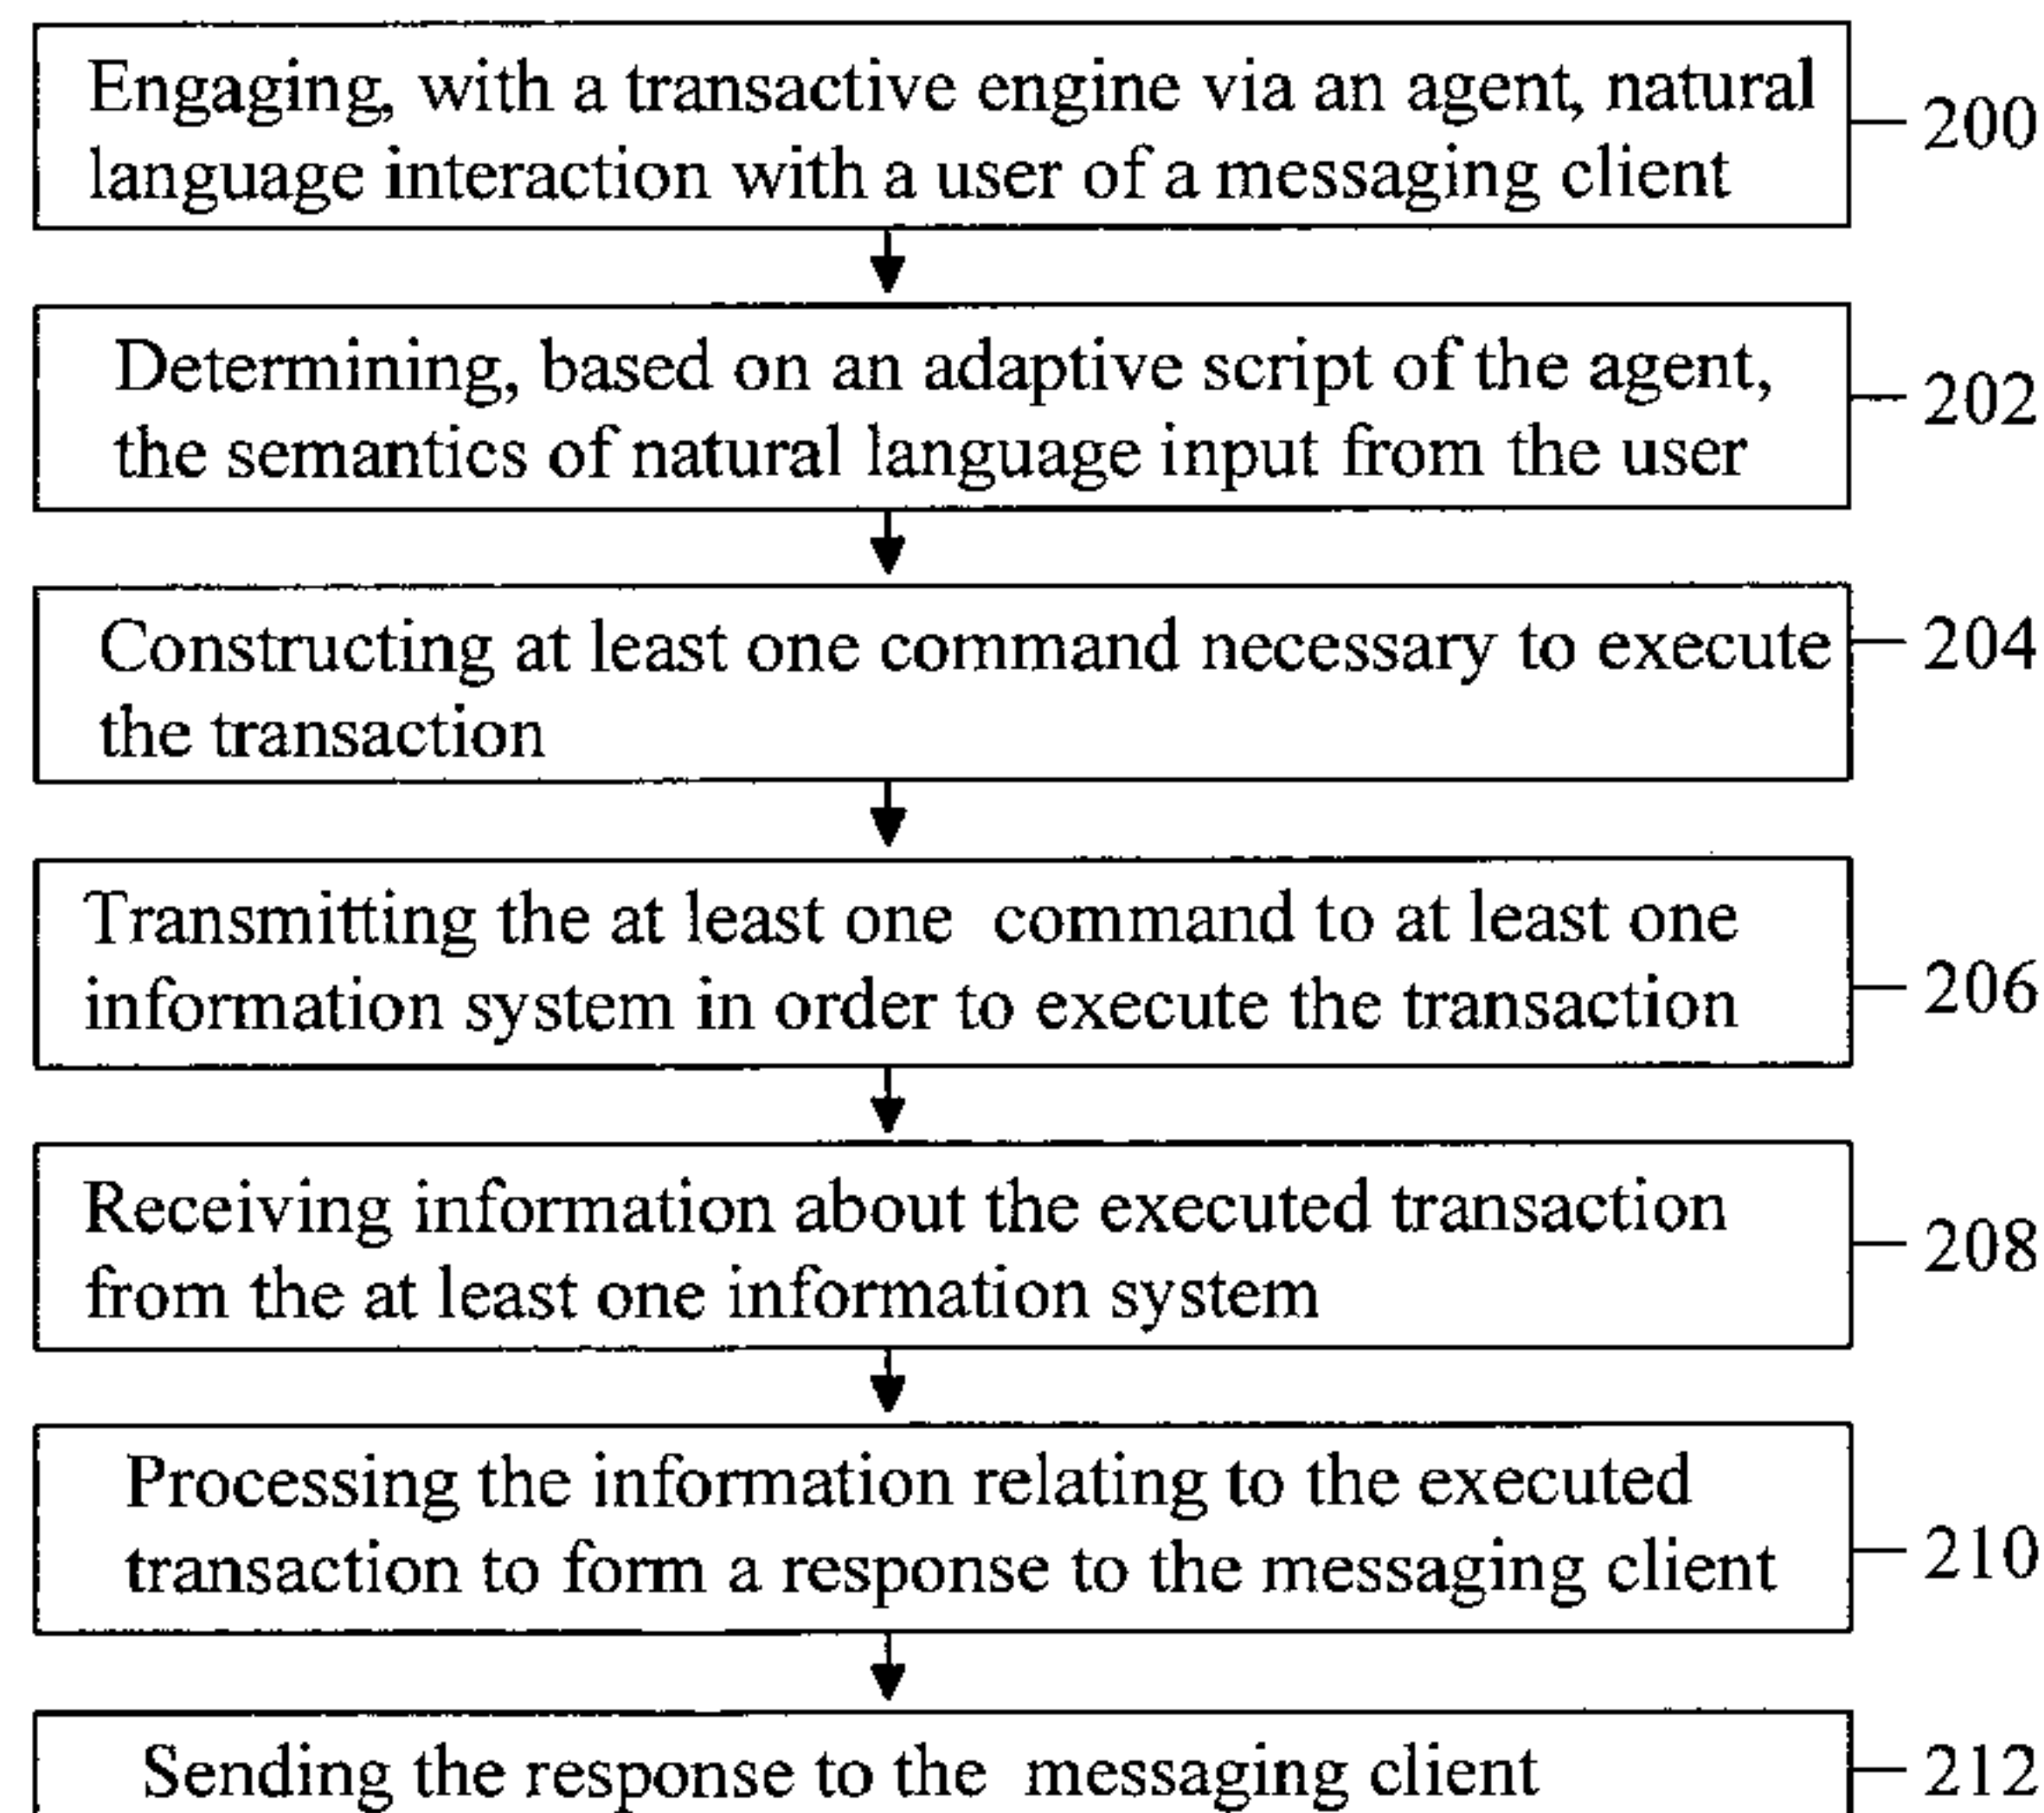 Engaging, with a transactive engine via an agent, natural
language interaction with a user of a messaging client
200
Determining, based on an adaptive script of the agent,
the semantics of natural language input from the user
202
Constructing at least one command necessary to execute
the transaction
204
Transmitting the at least one command to at least one
information system in order to execute the transaction
206
Receiving information about the executed transaction
from the at least one information system
208
Processing the information relating to the executed
transaction to form a response to the messaging client
210
Sending the response to the messaging client
212